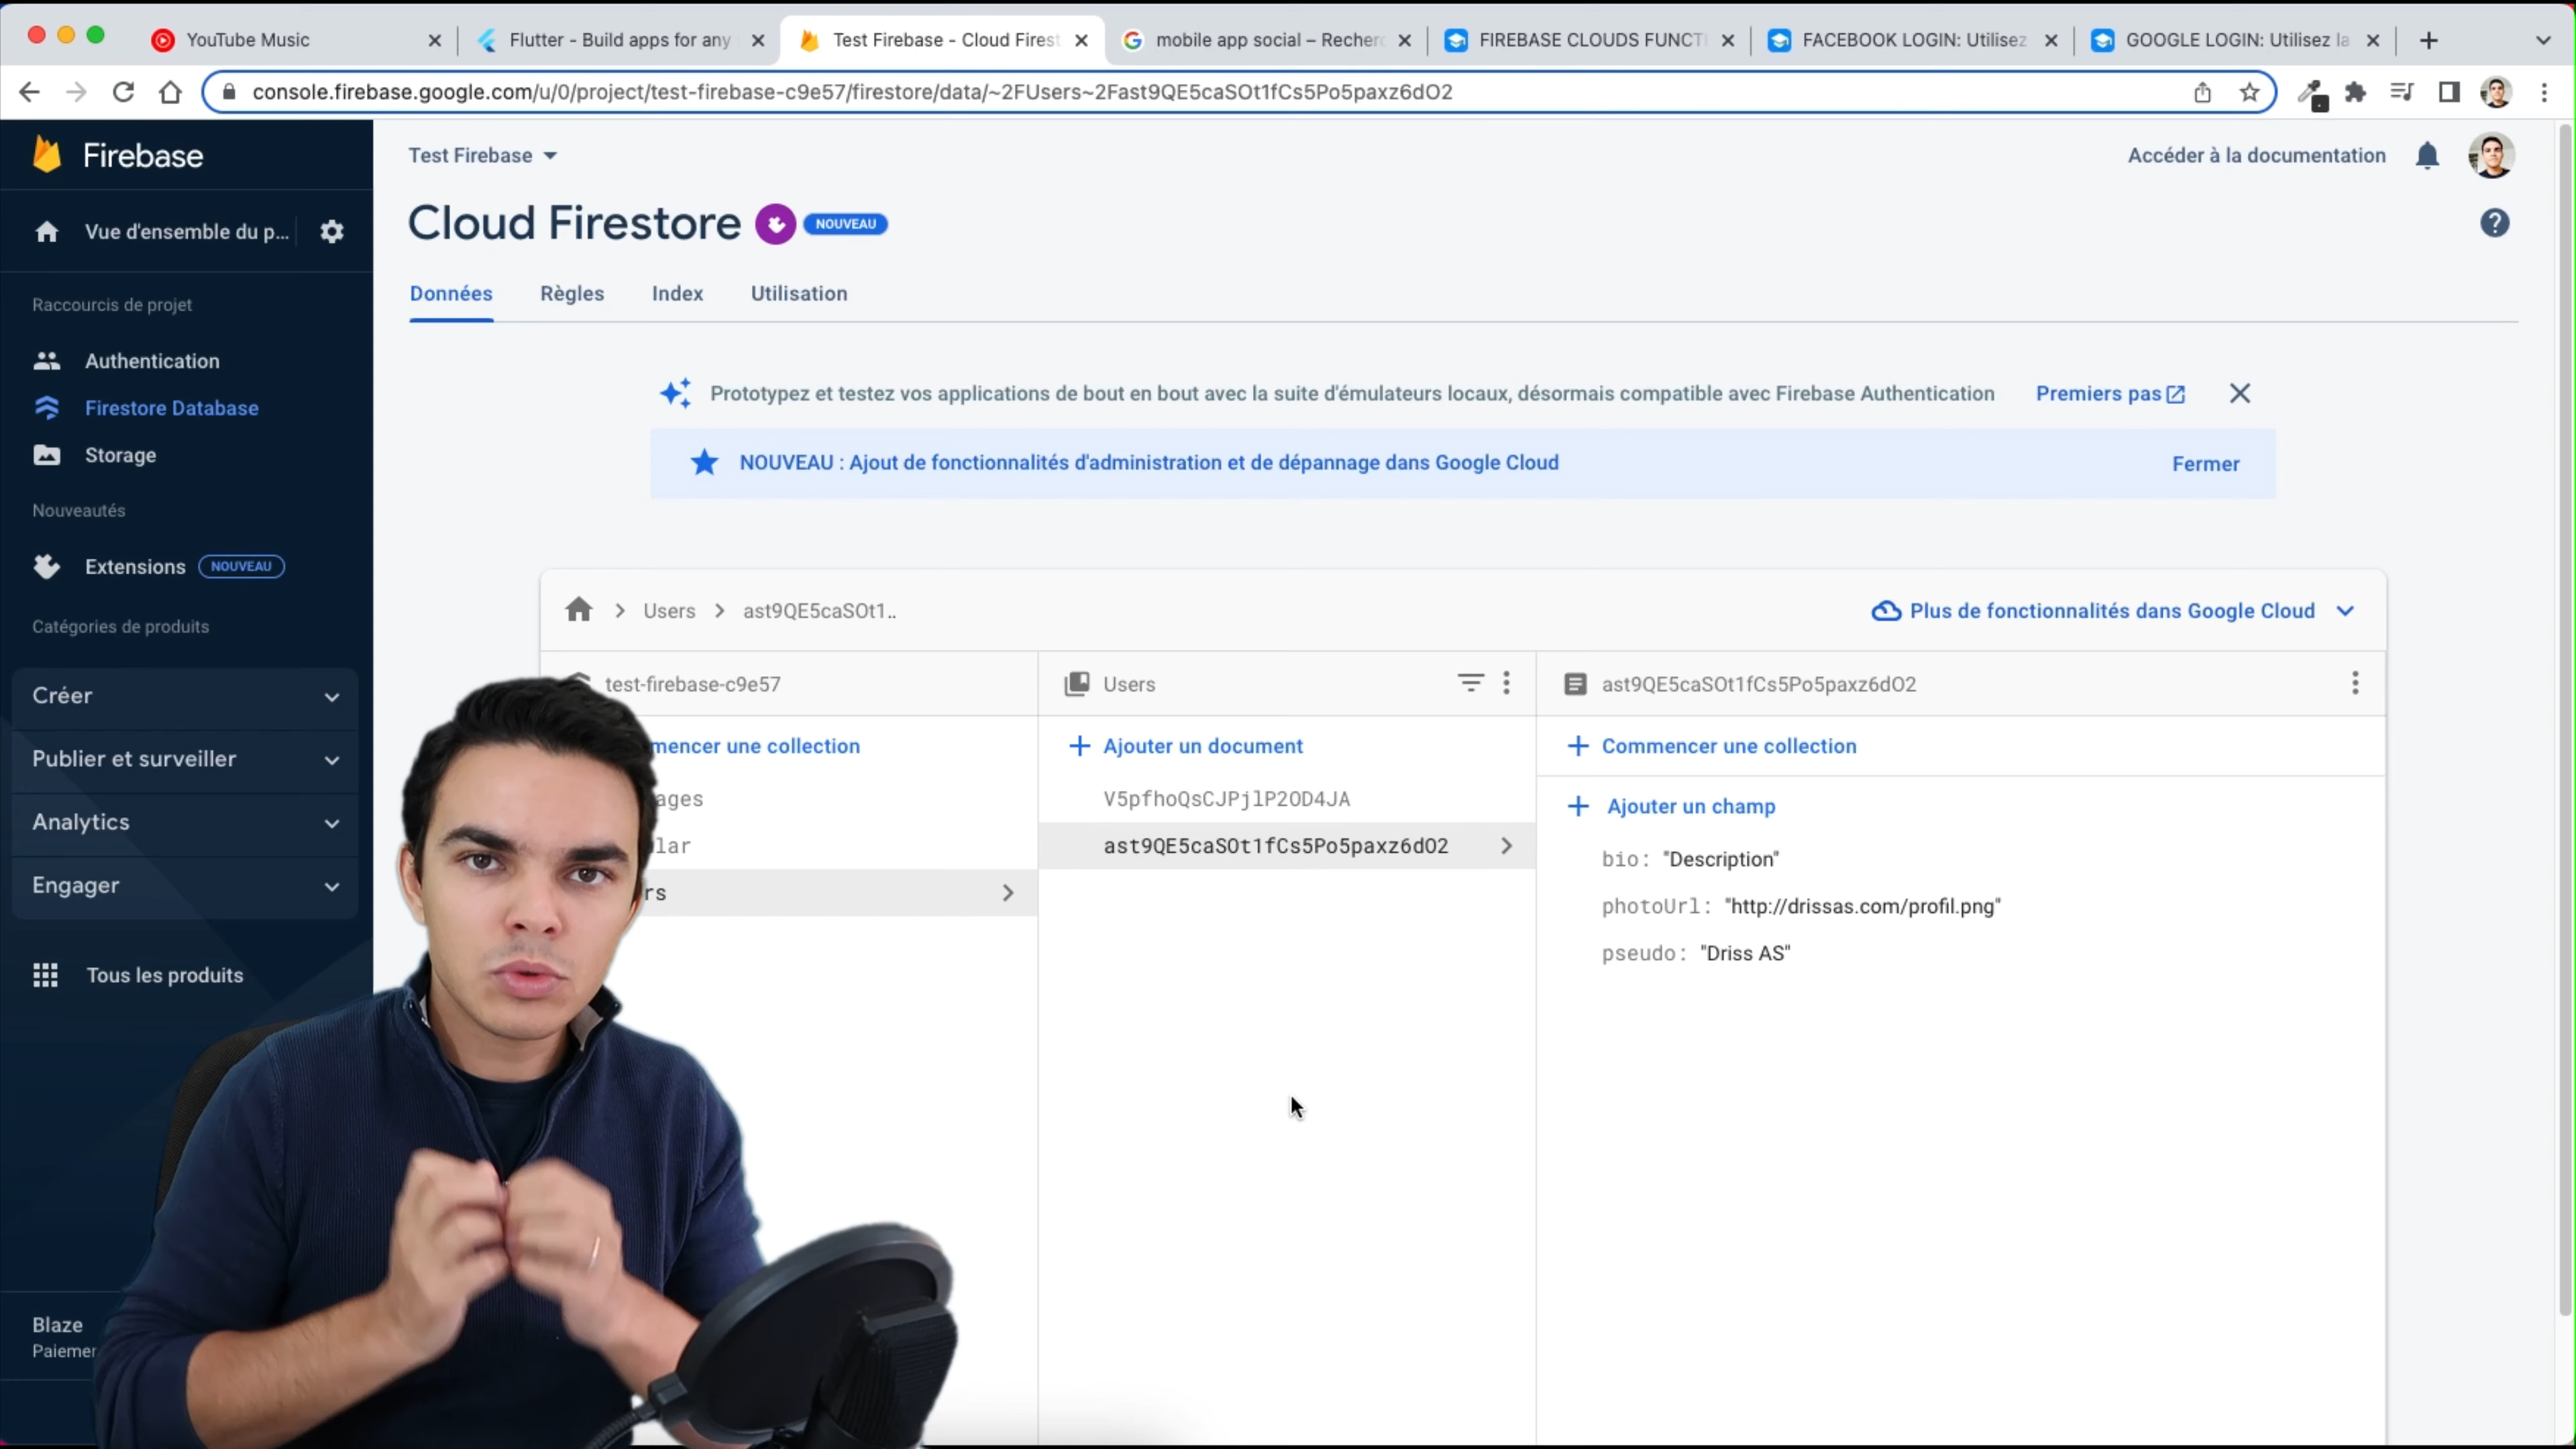 YouTube Music
Flutter - Build apps for any
Test Firebase - Cloud Firest
mobile app social – Recherc
FIREBASE CLOUDS FUNCTI
FACEBOOK LOGIN: Utilisez
GOOGLE LOGIN: Utilisez la
console.firebase.google.com/u/0/project/test-firebase-c9e57/firestore/data/~2FUsers~2Fast9QE5caSOt1fCs5Po5paxz6dO2
Firebase
Test Firebase
Accéder à la documentation
Vue d'ensemble du p...
Cloud Firestore
NOUVEAU
Données
Règles
Index
Utilisation
Raccourcis de projet
Authentication
Firestore Database
Storage
Nouveautés
Extensions
NOUVEAU
Catégories de produits
Créer
Publier et surveiller
Analytics
Engager
Tous les produits
Blaze
Paiemen
Prototypez et testez vos applications de bout en bout avec la suite d'émulateurs locaux, désormais compatible avec Firebase Authentication
Premiers pas
NOUVEAU : Ajout de fonctionnalités d'administration et de dépannage dans Google Cloud
Fermer
Users
ast9QE5caSOt1..
Plus de fonctionnalités dans Google Cloud
test-firebase-c9e57
mencer une collection
ages
lar
rs
Users
Ajouter un document
V5pfhoQsCJPjlP2OD4JA
ast9QE5caSOt1fCs5Po5paxz6dO2
ast9QE5caSOt1fCs5Po5paxz6dO2
Commencer une collection
Ajouter un champ
bio: "Description"
photoUrl: "http://drissas.com/profil.png"
pseudo: "Driss AS"